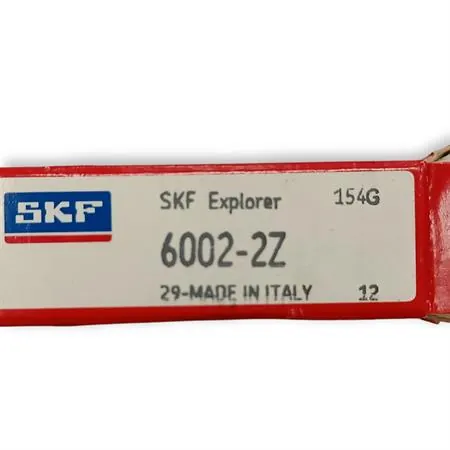 SKF
SKF Explorer 154G
6002-2Z
29-MADE IN ITALY 12